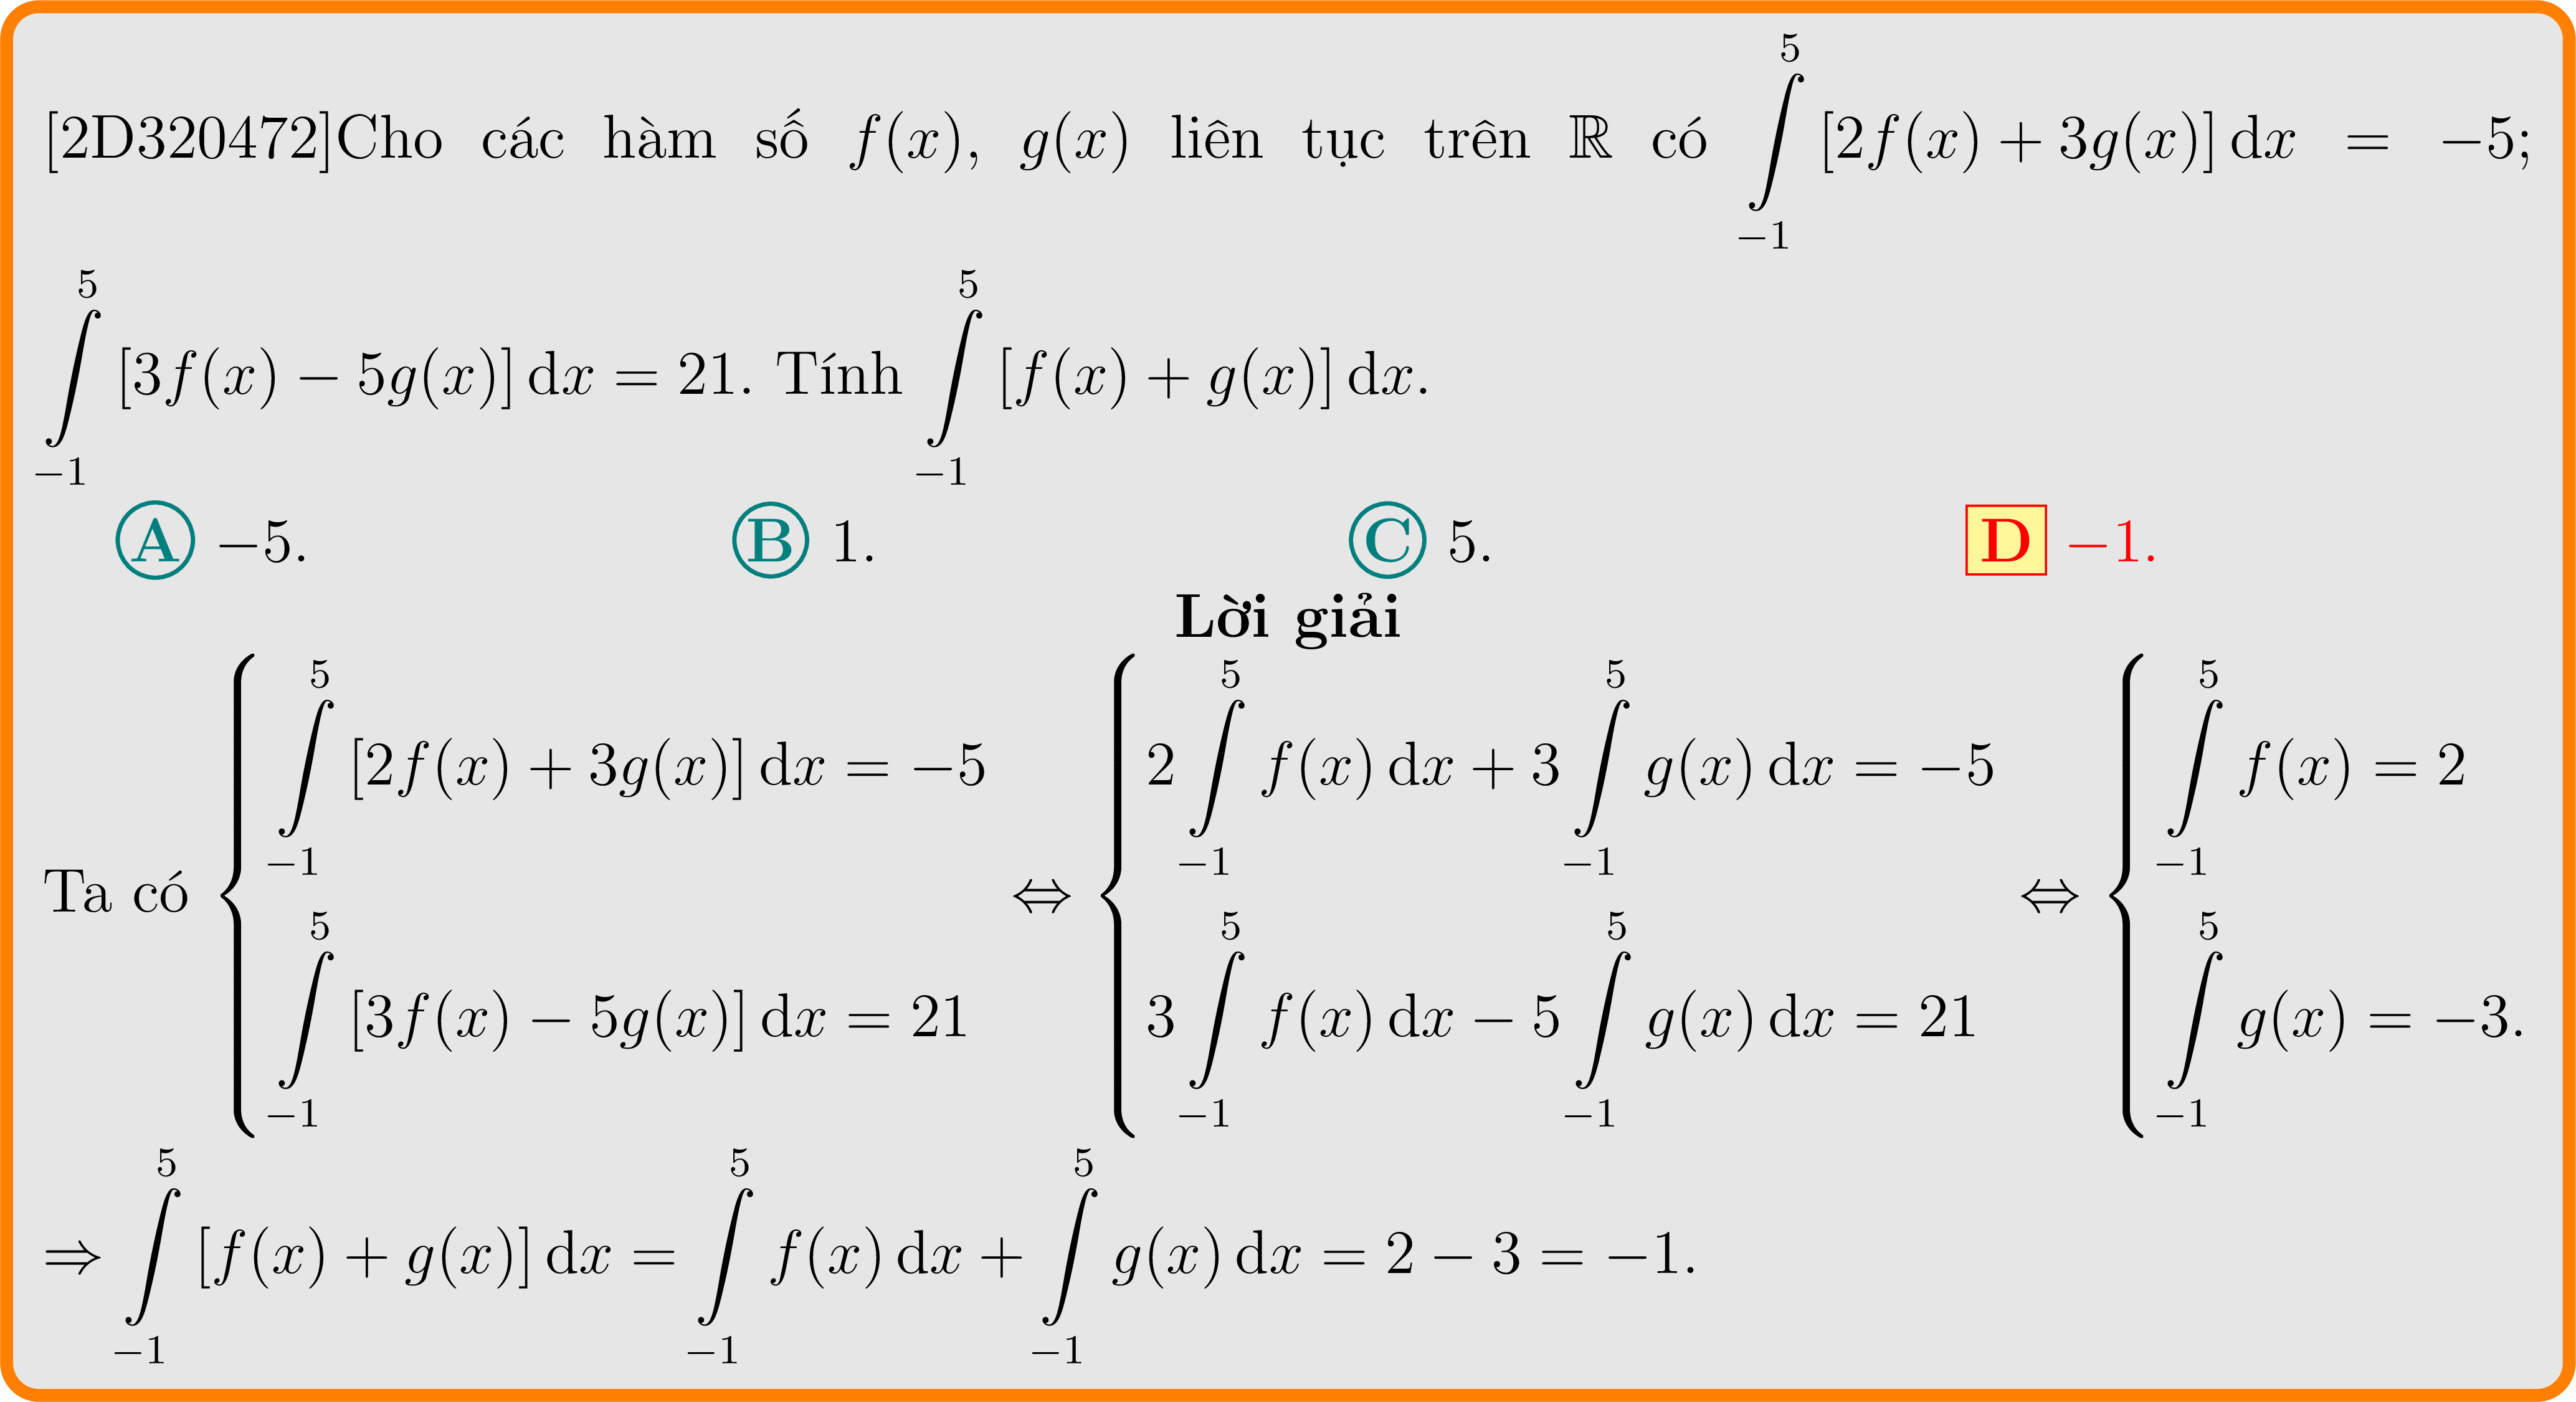 [2D320472]Cho các hàm số $f(x)$, $g(x)$ liên tục trên $\mathbb{R}$ có $\int\limits_{-1}^{5} [2f(x) + 3g(x)]\,\mathrm{d}x = -5$;
$\int\limits_{-1}^{5} [3f(x) - 5g(x)]\,\mathrm{d}x = 21$. Tính $\int\limits_{-1}^{5} [f(x) + g(x)]\,\mathrm{d}x$.
A −5. B 1. C 5. D −1.
Lời giải
Ta có $\begin{cases} \int\limits_{-1}^{5} [2f(x) + 3g(x)]\,\mathrm{d}x = -5 \\ \int\limits_{-1}^{5} [3f(x) - 5g(x)]\,\mathrm{d}x = 21 \end{cases} \Leftrightarrow \begin{cases} 2\int\limits_{-1}^{5} f(x)\,\mathrm{d}x + 3\int\limits_{-1}^{5} g(x)\,\mathrm{d}x = -5 \\ 3\int\limits_{-1}^{5} f(x)\,\mathrm{d}x - 5\int\limits_{-1}^{5} g(x)\,\mathrm{d}x = 21 \end{cases} \Leftrightarrow \begin{cases} \int\limits_{-1}^{5} f(x) = 2 \\ \int\limits_{-1}^{5} g(x) = -3. \end{cases}$
$\Rightarrow \int\limits_{-1}^{5} [f(x) + g(x)]\,\mathrm{d}x = \int\limits_{-1}^{5} f(x)\,\mathrm{d}x + \int\limits_{-1}^{5} g(x)\,\mathrm{d}x = 2 - 3 = -1.$